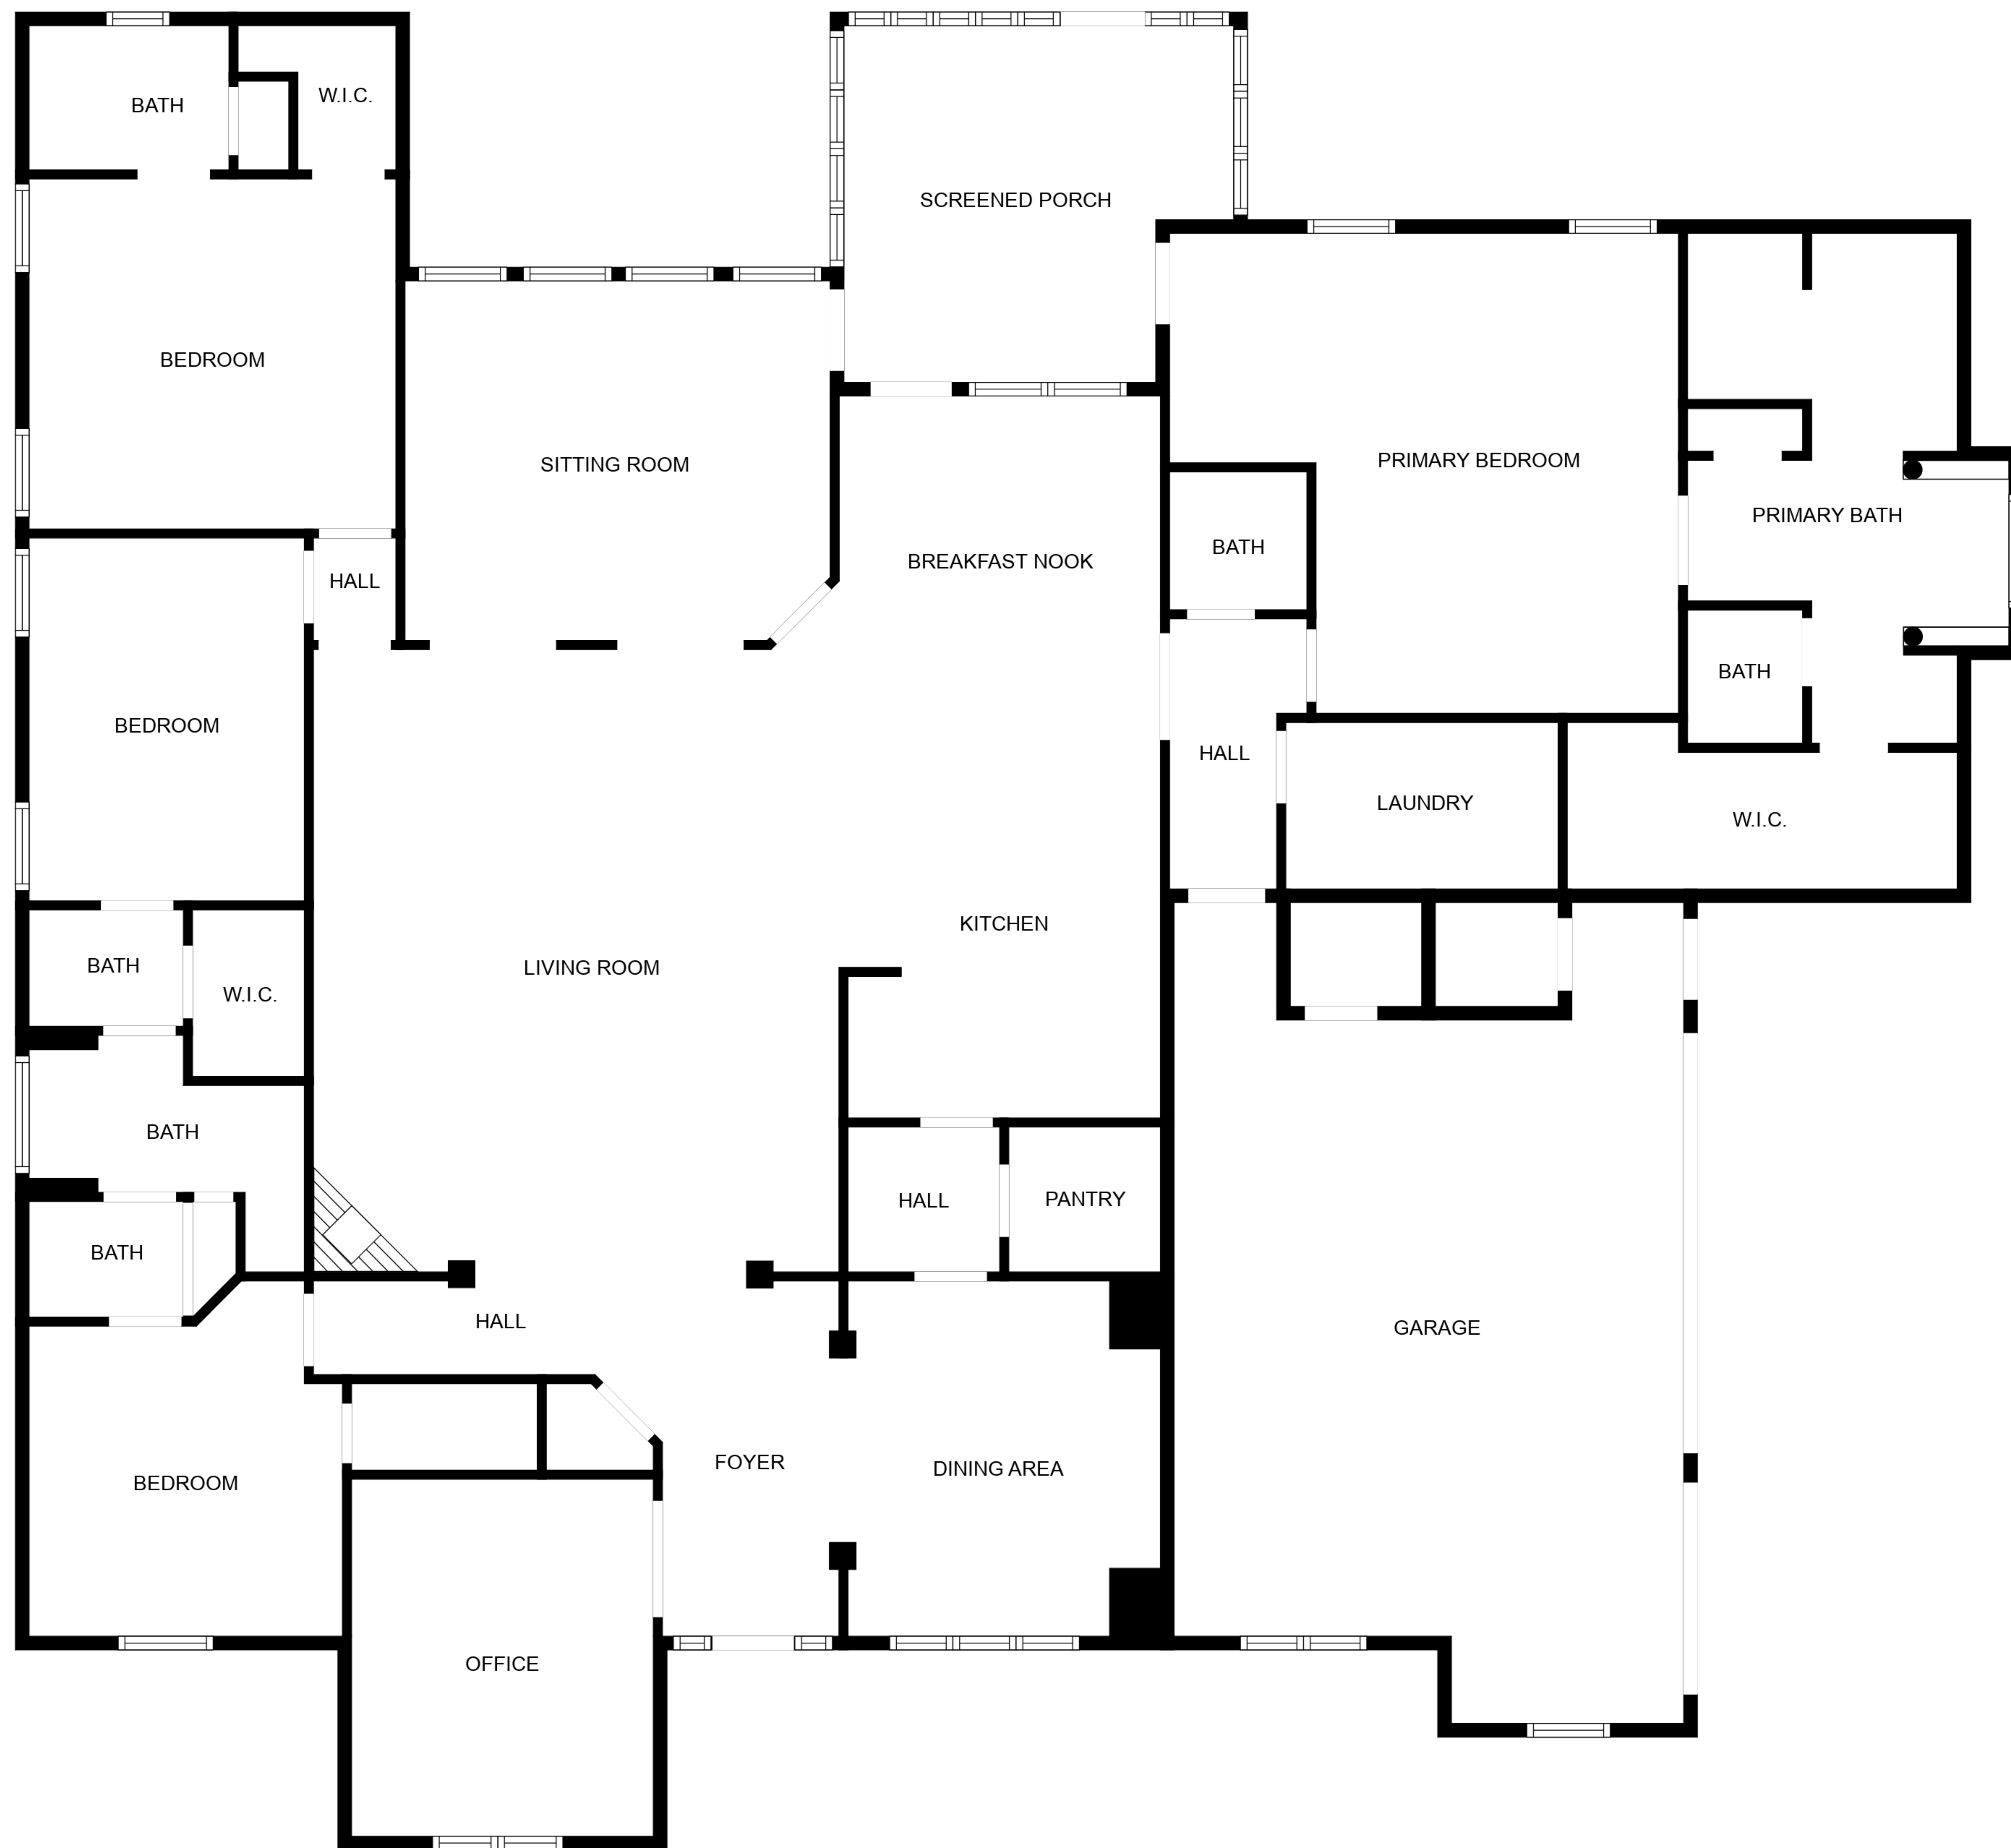 W.I.C.
BATH
SCREENED PORCH
BEDROOM
SITTING ROOM
PRIMARY BEDROOM
PRIMARY BATH
BATH
BREAKFAST NOOK
HALL
BATH
BEDROOM
HALL
LAUNDRY
W.I.C.
KITCHEN
BATH
LIVING ROOM
W.I.C.
BATH
HALL
PANTRY
BATH
HALL
GARAGE
FOYER
DINING AREA
BEDROOM
OFFICE